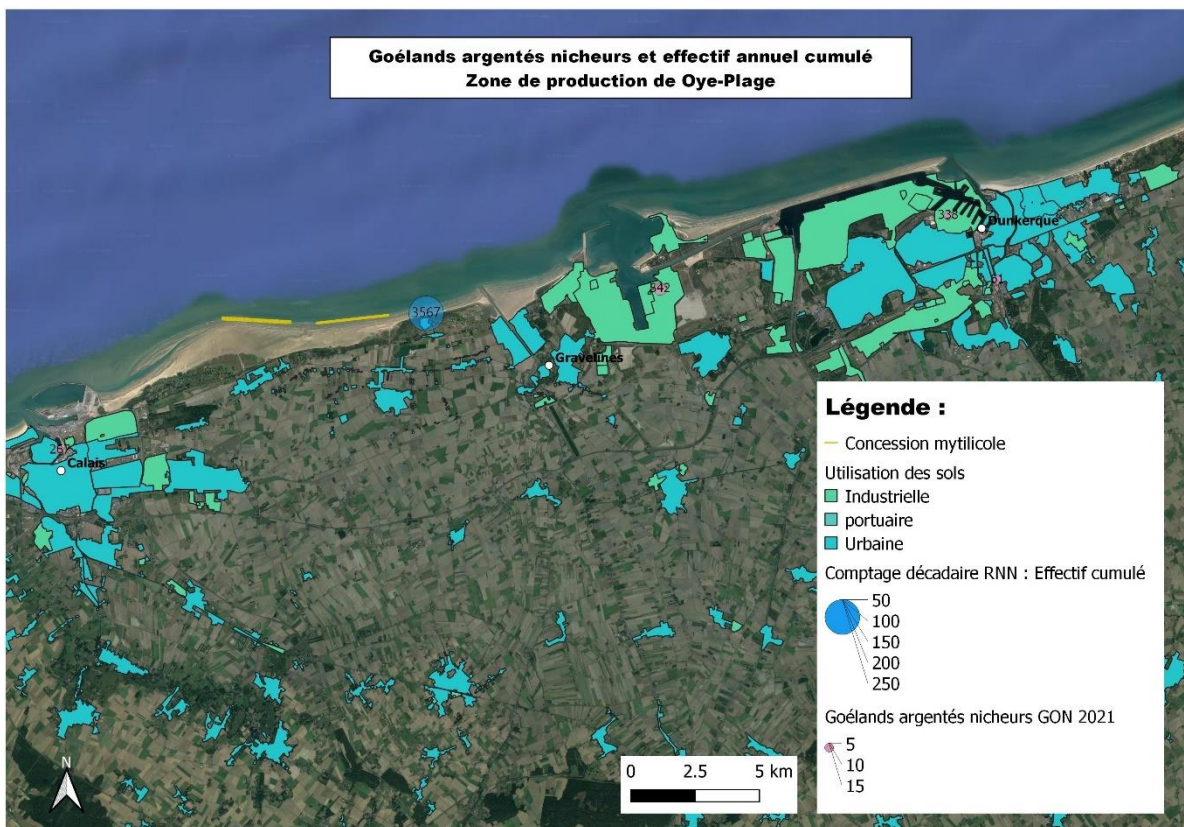 Goélands argentés nicheurs et effectif annuel cumulé
Zone de production de Oye-Plage
Dunkerque
3567
342
Gravelines
Calais
Légende :
Concession mytilicole
Utilisation des sols
Industrielle
portuaire
Urbaine
Comptage décadaire RNN : Effectif cumulé
50
100
150
200
250
Goélands argentés nicheurs GON 2021
5
10
15
N
0 2.5 5 km